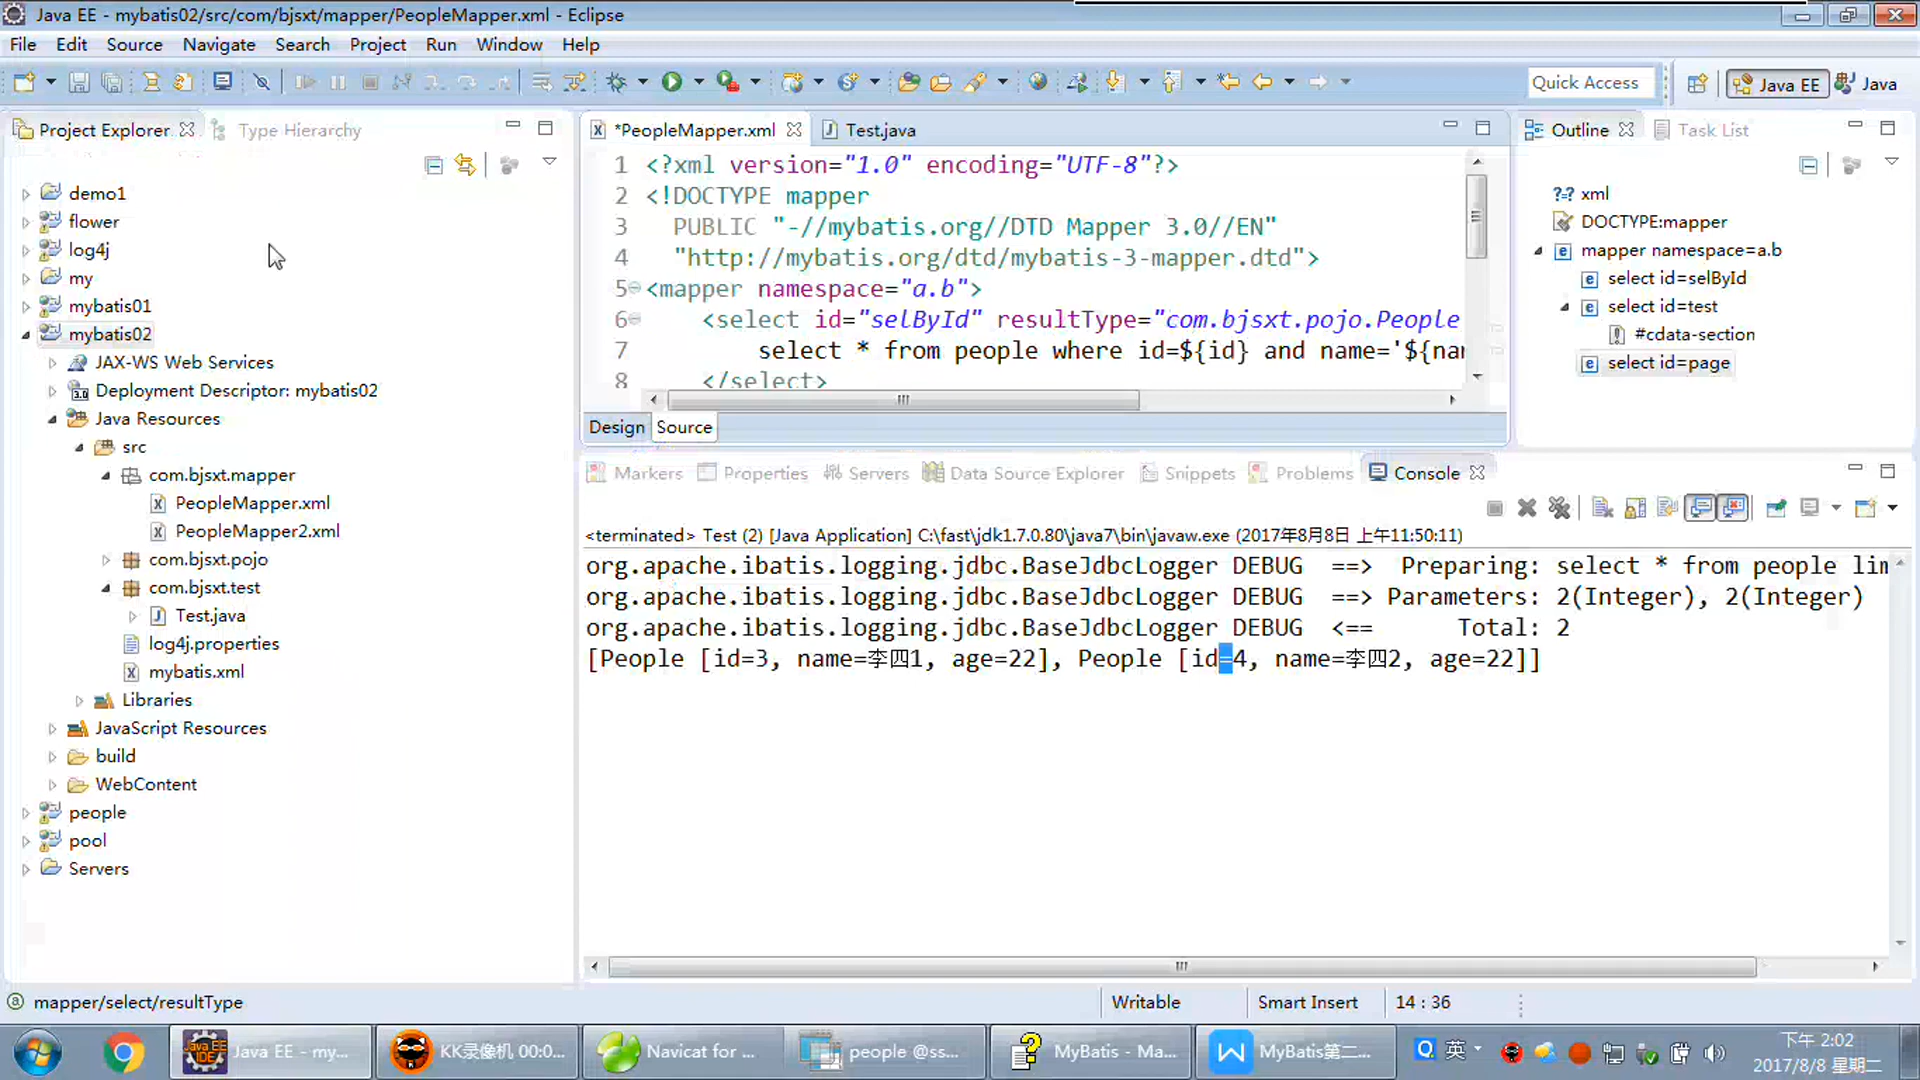 Java EE - mybatis02/src/com/bjsxt/mapper/PeopleMapper.xml - Eclipse
File Edit Source Navigate Search Project Run Window Help
Quick Access
Java EE
Java
Project Explorer
Type Hierarchy
demo1
flower
log4j
my
mybatis01
mybatis02
JAX-WS Web Services
Deployment Descriptor: mybatis02
Java Resources
src
com.bjsxt.mapper
PeopleMapper.xml
PeopleMapper2.xml
com.bjsxt.pojo
com.bjsxt.test
Test.java
log4j.properties
mybatis.xml
Libraries
JavaScript Resources
build
WebContent
people
pool
Servers
*PeopleMapper.xml
Test.java
1 <?xml version="1.0" encoding="UTF-8"?>
2 <!DOCTYPE mapper
3 PUBLIC "-//mybatis.org//DTD Mapper 3.0//EN"
4 "http://mybatis.org/dtd/mybatis-3-mapper.dtd">
5 <mapper namespace="a.b">
6 <select id="selById" resultType="com.bjsxt.pojo.People
7 select * from people where id=${id} and name='${nam
8 </select>
Design Source
Outline
Task List
xml
DOCTYPE:mapper
mapper namespace=a.b
select id=selById
select id=test
#cdata-section
select id=page
Markers Properties Servers Data Source Explorer Snippets Problems Console
<terminated> Test (2) [Java Application] C:\fast\jdk1.7.0.80\java7\bin\javaw.exe (2017年8月8日 上午11:50:11)
org.apache.ibatis.logging.jdbc.BaseJdbcLogger DEBUG ==> Preparing: select * from people lim
org.apache.ibatis.logging.jdbc.BaseJdbcLogger DEBUG ==> Parameters: 2(Integer), 2(Integer)
org.apache.ibatis.logging.jdbc.BaseJdbcLogger DEBUG <== Total: 2
[People [id=3, name=李四1, age=22], People [id=4, name=李四2, age=22]]
mapper/select/resultType
Writable
Smart Insert
14 : 36
Java EE - my...
KK录像机 00:0...
Navicat for ...
people @ss...
MyBatis - Ma...
MyBatis第二...
英
下午 2:02
2017/8/8 星期二